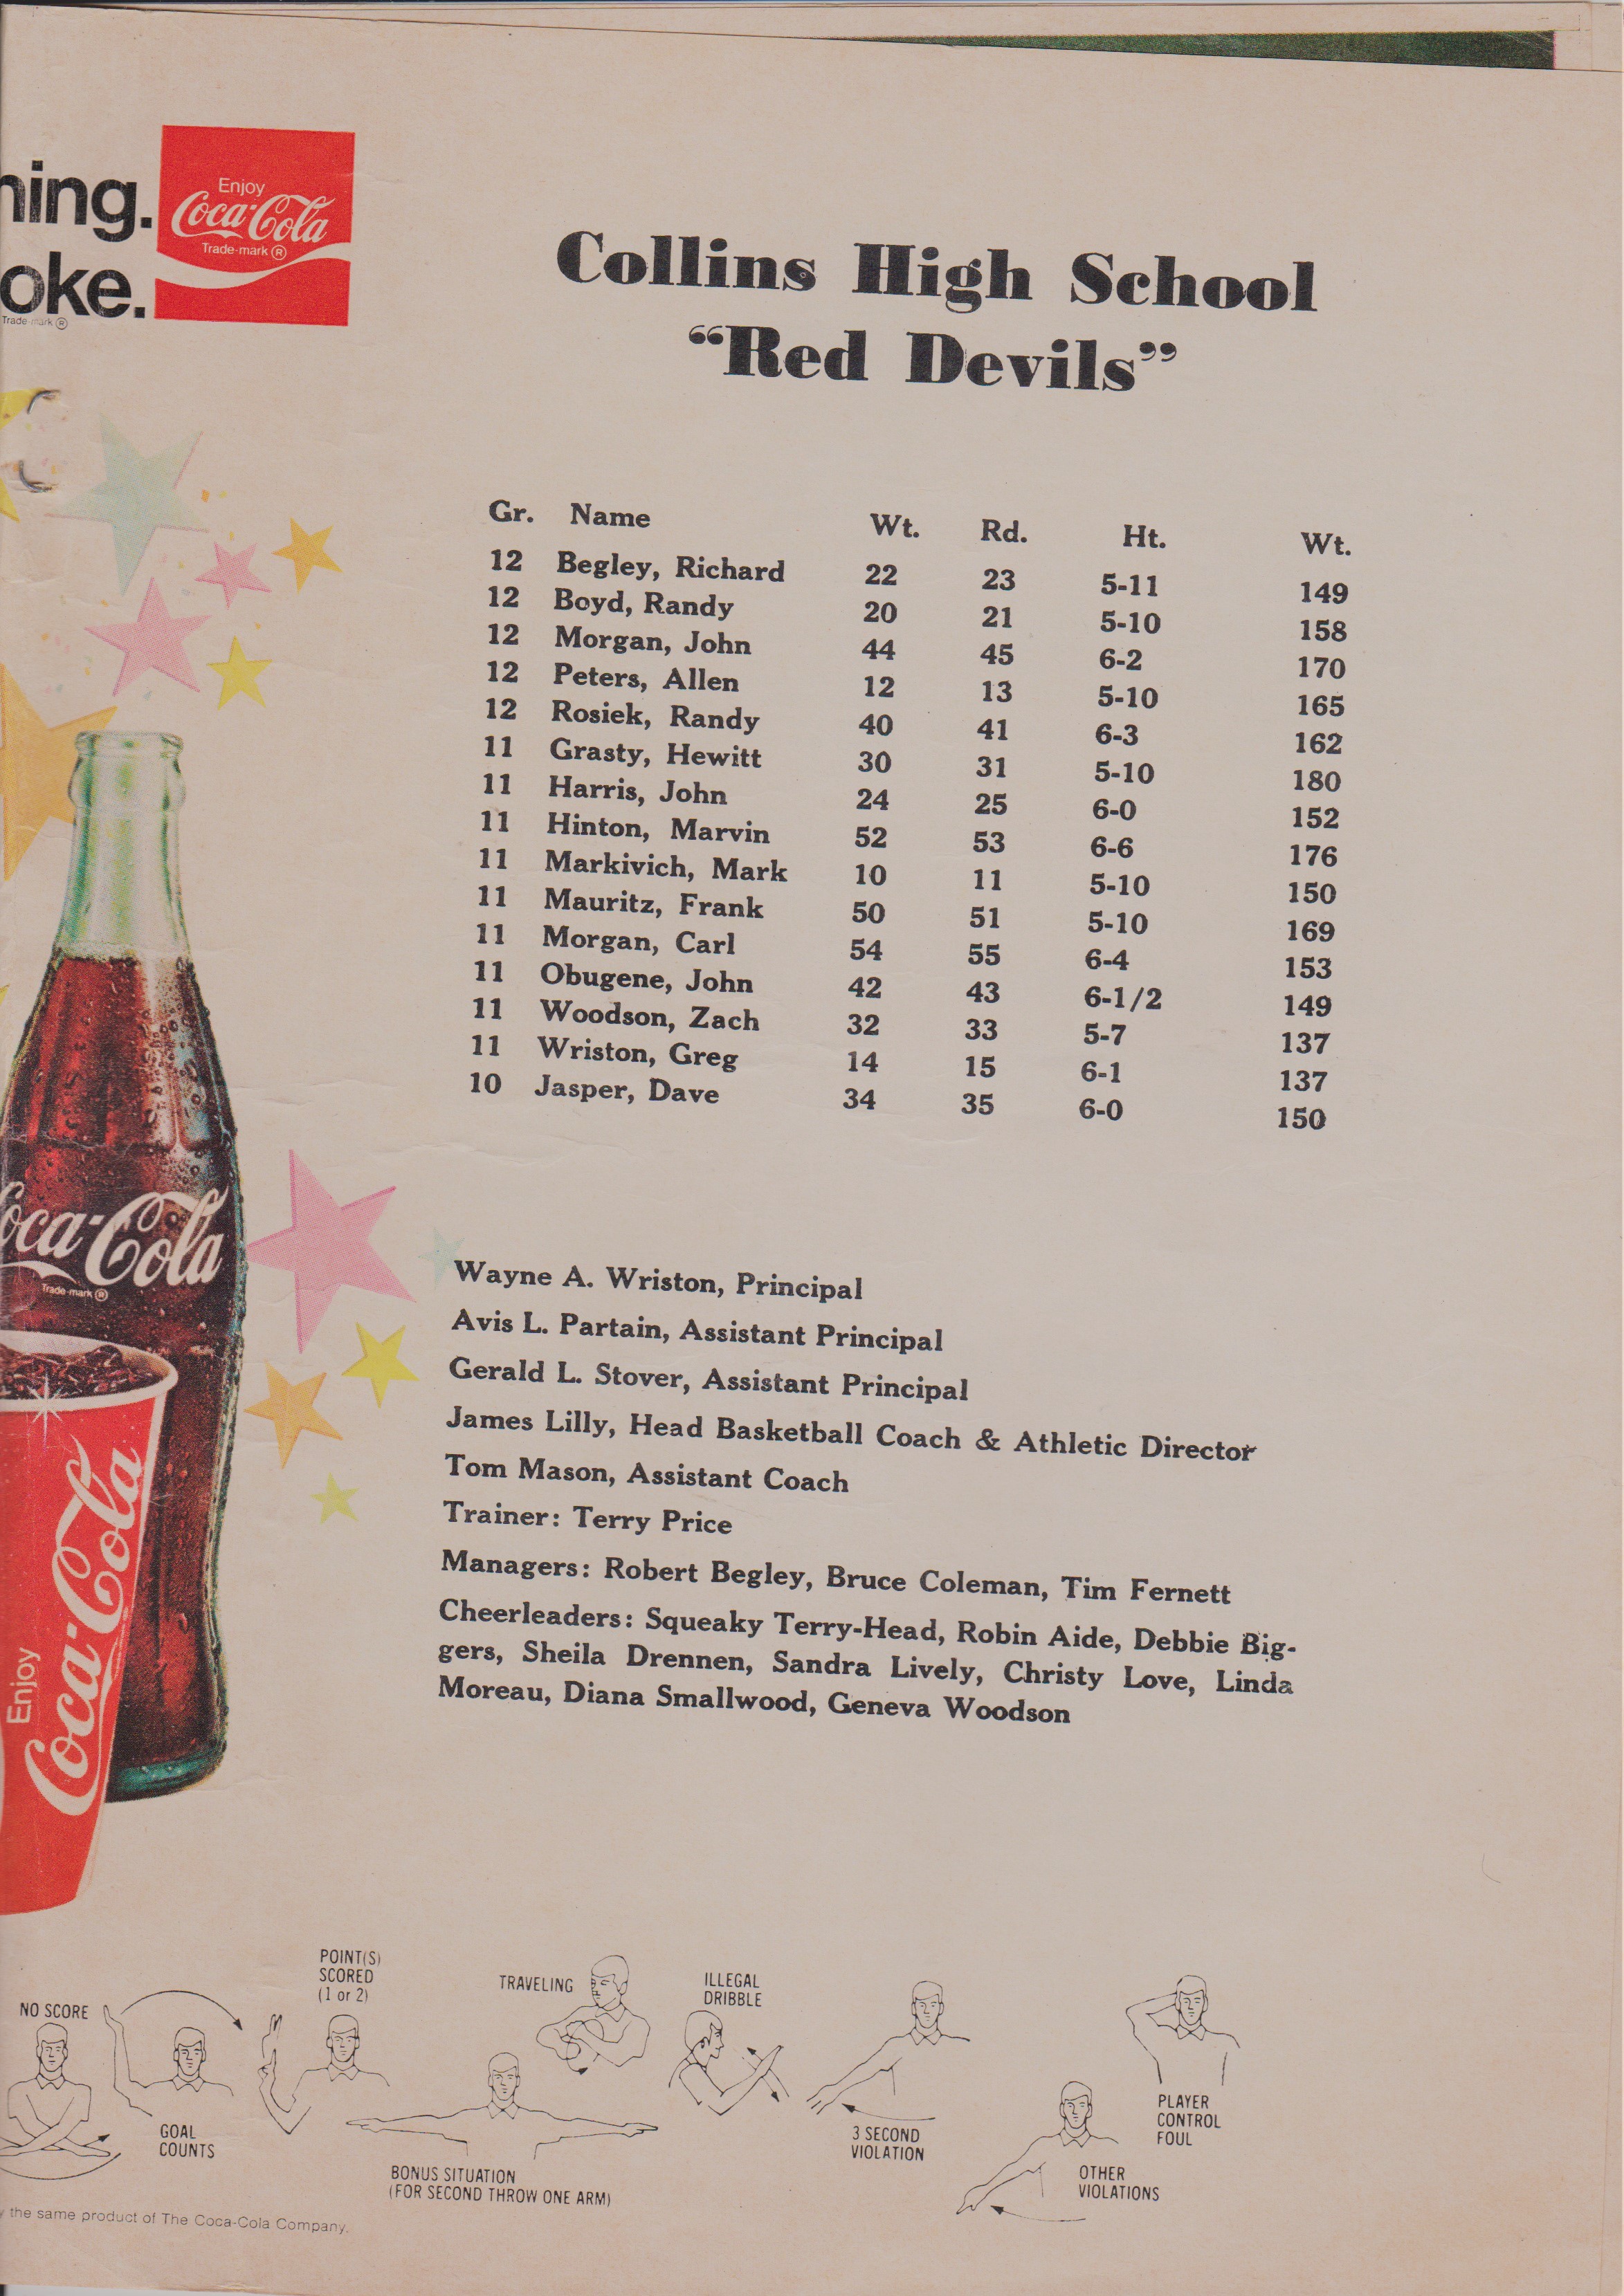 hing.
oke.
Trade-mark ®
Enjoy
Coca-Cola
Trade-mark ®
Collins High School
“Red Devils”
Gr. Name Wt. Rd. Ht. Wt.
12 Begley, Richard 22 23 5-11 149
12 Boyd, Randy 20 21 5-10 158
12 Morgan, John 44 45 6-2 170
12 Peters, Allen 12 13 5-10 165
12 Rosiek, Randy 40 41 6-3 162
11 Grasty, Hewitt 30 31 5-10 180
11 Harris, John 24 25 6-0 152
11 Hinton, Marvin 52 53 6-6 176
11 Markivich, Mark 10 11 5-10 150
11 Mauritz, Frank 50 51 5-10 169
11 Morgan, Carl 54 55 6-4 153
11 Obugene, John 42 43 6-1/2 149
11 Woodson, Zach 32 33 5-7 137
11 Wriston, Greg 14 15 6-1 137
10 Jasper, Dave 34 35 6-0 150
Coca-Cola
Trade-mark ®
Enjoy
Coca-Cola
Wayne A. Wriston, Principal
Avis L. Partain, Assistant Principal
Gerald L. Stover, Assistant Principal
James Lilly, Head Basketball Coach & Athletic Director
Tom Mason, Assistant Coach
Trainer: Terry Price
Managers: Robert Begley, Bruce Coleman, Tim Fernett
Cheerleaders: Squeaky Terry-Head, Robin Aide, Debbie Big-
gers, Sheila Drennen, Sandra Lively, Christy Love, Linda
Moreau, Diana Smallwood, Geneva Woodson
NO SCORE
GOAL
COUNTS
POINT(S)
SCORED
(1 or 2)
BONUS SITUATION
(FOR SECOND THROW ONE ARM)
TRAVELING
ILLEGAL
DRIBBLE
3 SECOND
VIOLATION
OTHER
VIOLATIONS
PLAYER
CONTROL
FOUL
the same product of The Coca-Cola Company.